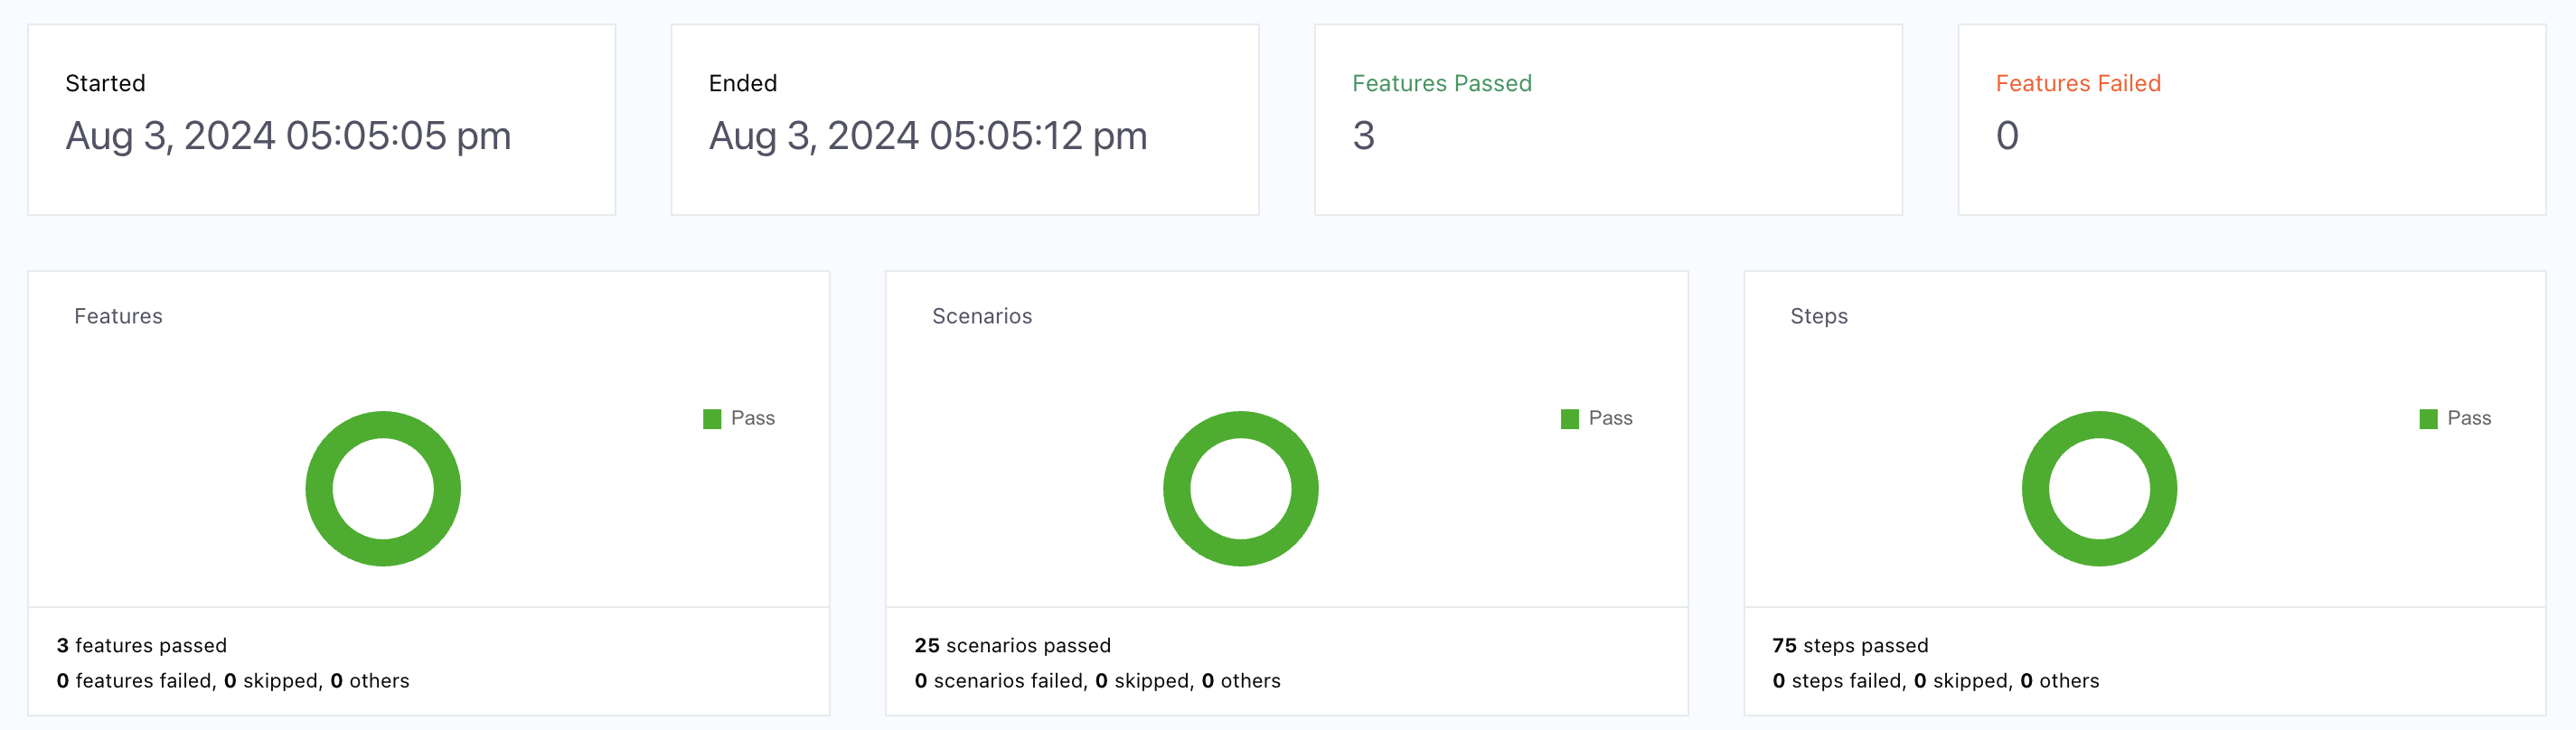 Started
Aug 3, 2024 05:05:05 pm
Ended
Aug 3, 2024 05:05:12 pm
Features Passed
3
Features Failed
0
Features
Pass
3 features passed
0 features failed, 0 skipped, 0 others
Scenarios
Pass
25 scenarios passed
0 scenarios failed, 0 skipped, 0 others
Steps
Pass
75 steps passed
0 steps failed, 0 skipped, 0 others